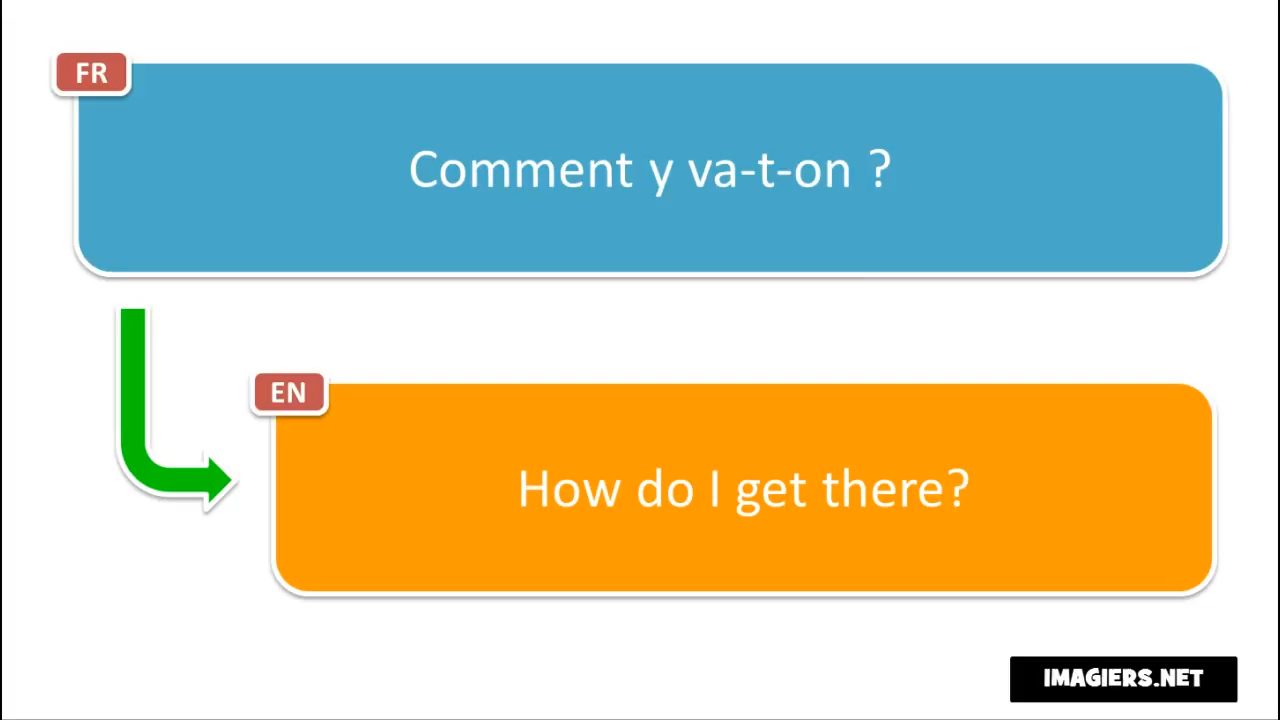 FR
Comment y va-t-on ?
EN
How do I get there?
IMAGIERS.NET